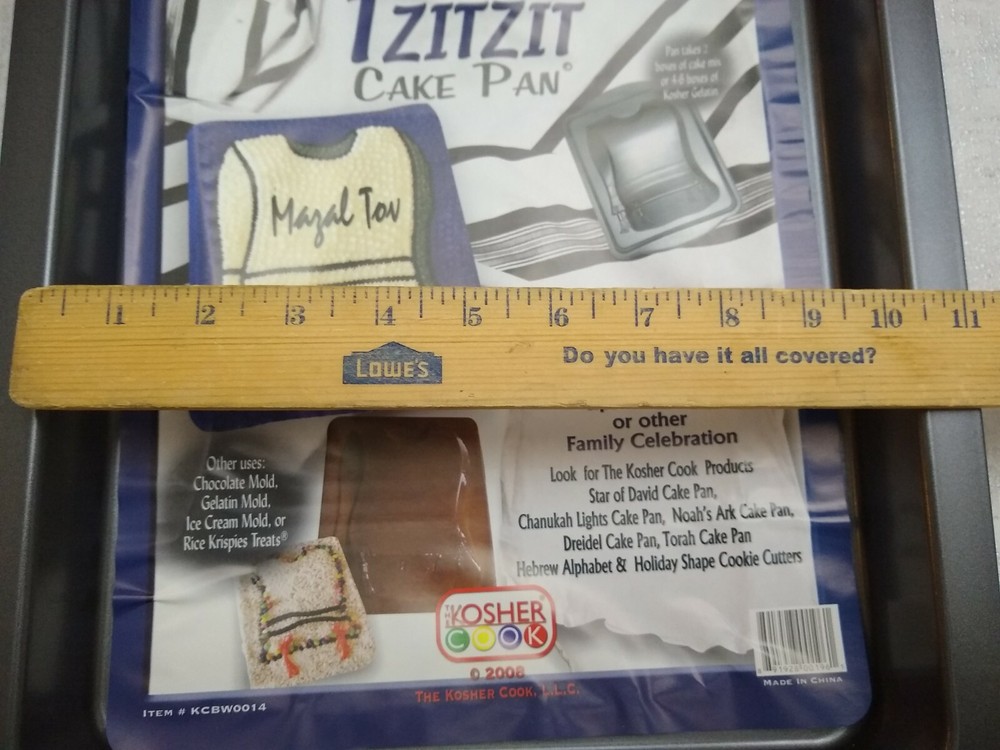 TZITZIT
CAKE PAN©
Pan takes 2
boxes of cake mix
or 4-8 boxes of
Kosher Gelatin.
Mazal Tov
1 2 3 4 5 6 7 8 9 10 11
LOWE'S
Do you have it all covered?
or other
Family Celebration
Look for The Kosher Cook Products
Star of David Cake Pan,
Chanukah Lights Cake Pan, Noah's Ark Cake Pan,
Dreidel Cake Pan, Torah Cake Pan
Hebrew Alphabet & Holiday Shape Cookie Cutters
Other uses:
Chocolate Mold,
Gelatin Mold,
Ice Cream Mold, or
Rice Krispies Treats®
THE KOSHER
COOK
© 2008
THE KOSHER COOK, L.L.C.
MADE IN CHINA
ITEM # KCBW0014